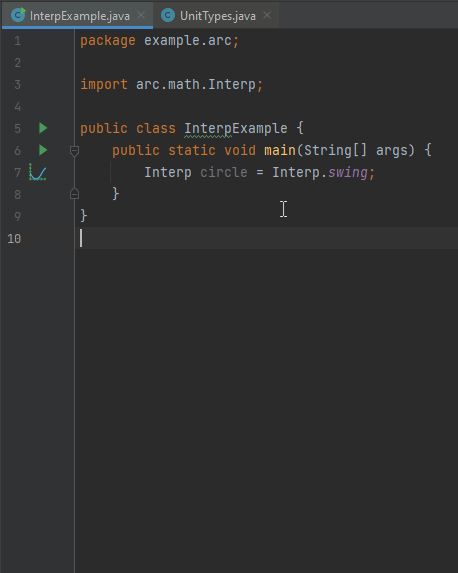 InterpExample.java UnitTypes.java
1 package example.arc;
2
3 import arc.math.Interp;
4
5 public class InterpExample {
6 public static void main(String[] args) {
7 Interp circle = Interp.swing;
8 }
9 }
10